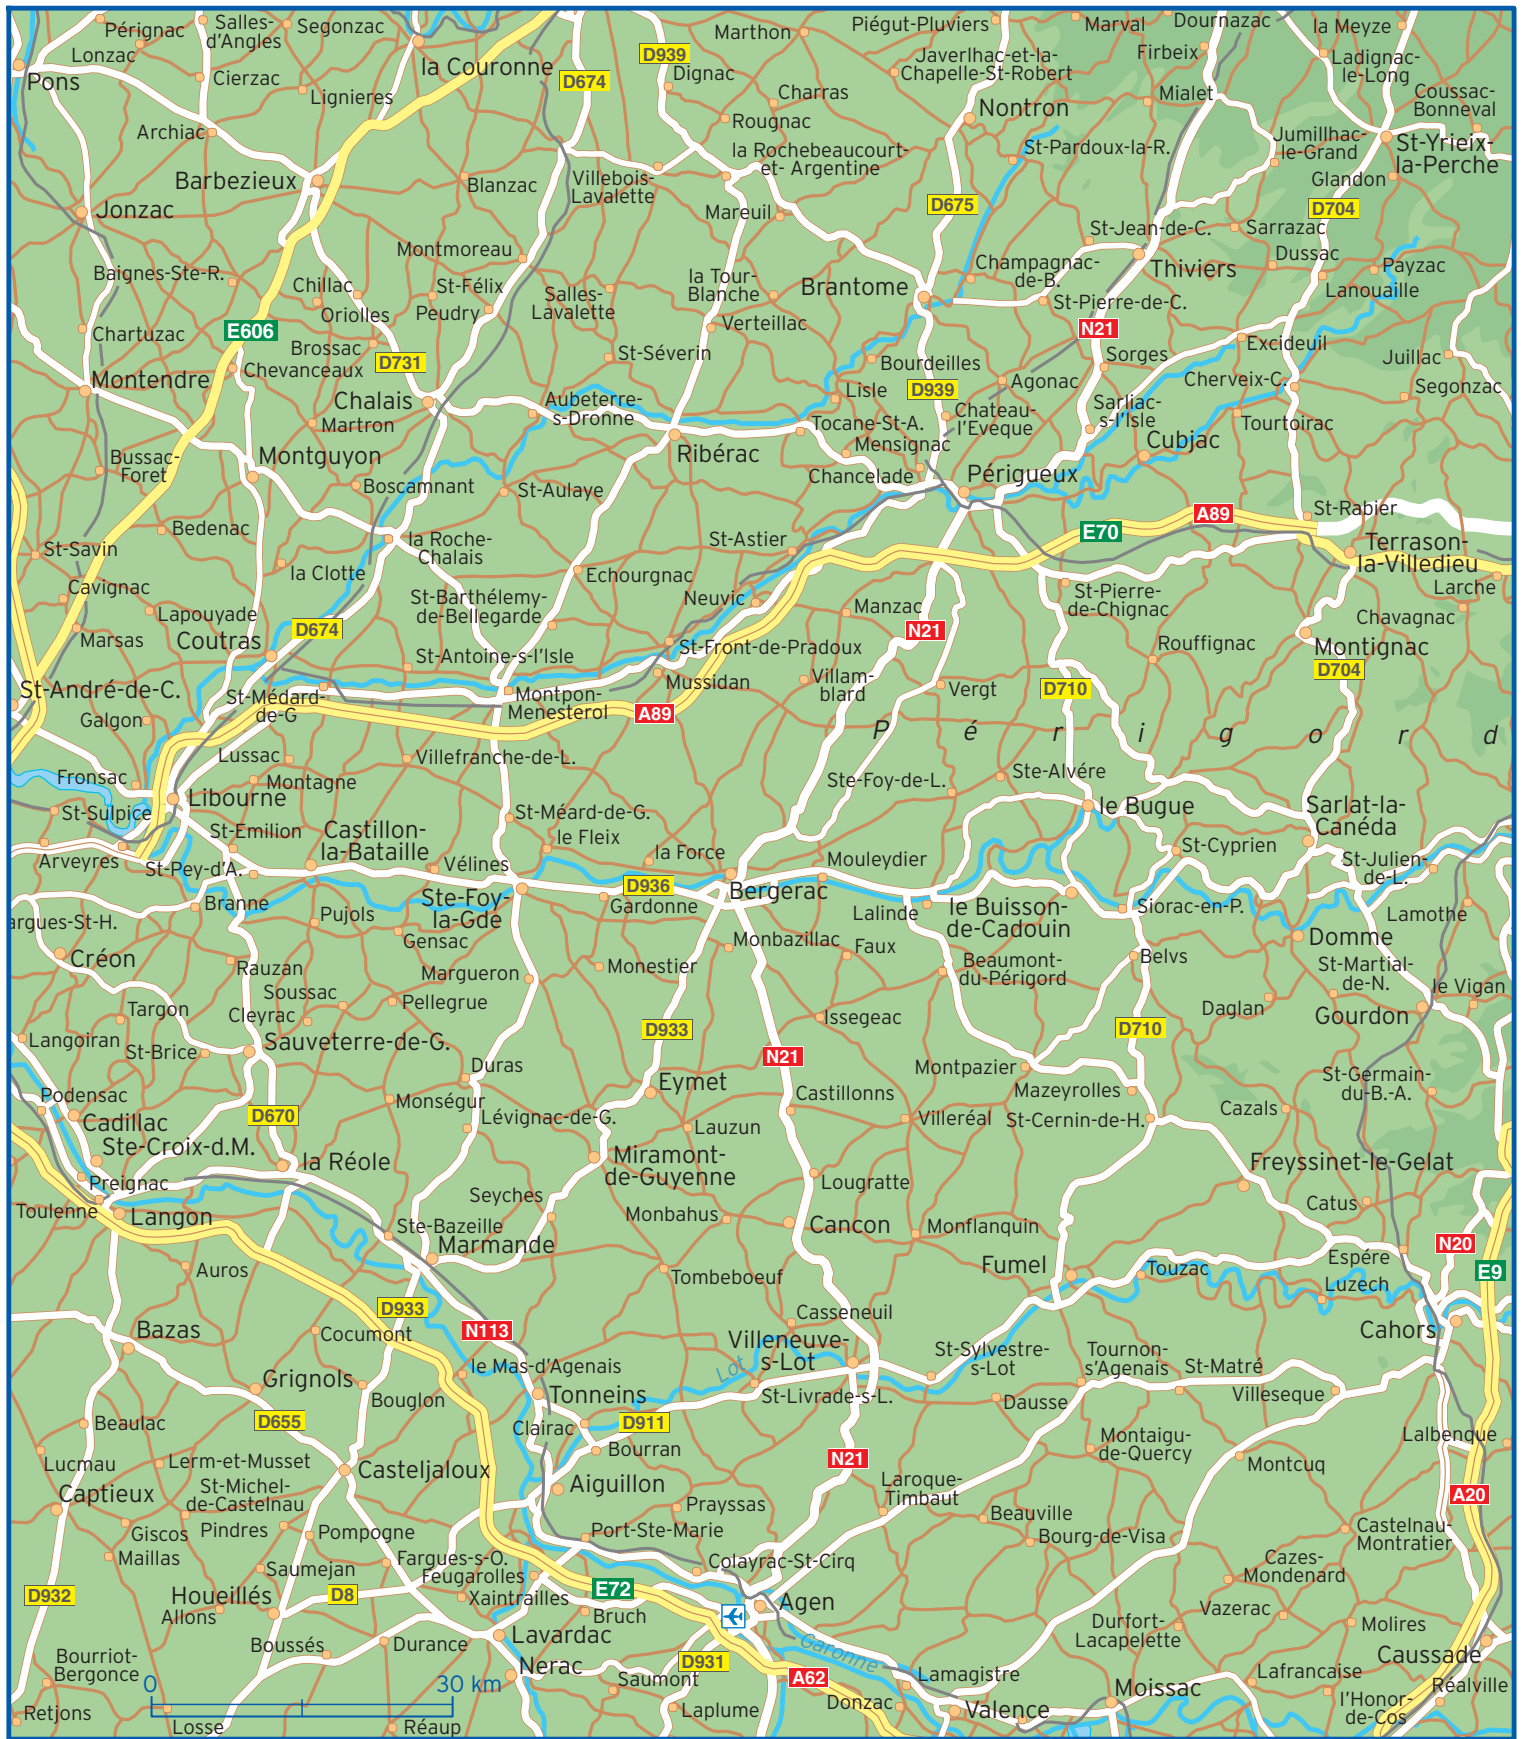 Pérignac
Salles-
d'Angles
Segonzac
Lonzac
Pons
Cierzac
Lignieres
la Couronne
D674
D939
Marthon
Dignac
Piégut-Pluviers
Marval
Dournazac
la Meyze
Firbeix
Javerlhac-et-la-
Chapelle-St-Robert
Ladignac-
le-Long
Charras
Nontron
Mialet
Coussac-
Bonneval
Archiac
Rougnac
la Rochebeaucourt-
et- Argentine
St-Pardoux-la-R.
Jumillhac-
le-Grand
St-Yrieix-
la-Perche
Barbezieux
Blanzac
Villebois-
Lavalette
Glandon
Jonzac
Mareuil
D675
D704
Montmoreau
St-Jean-de-C.
Sarrazac
Baignes-Ste-R.
Chillac
St-Félix
Salles-
Lavalette
la Tour-
Blanche
Brantome
Champagnac-
de-B.
Thiviers
Dussac
Payzac
Lanouaille
Oriolles
Peudry
Verteillac
St-Pierre-de-C.
N21
Chartuzac
E606
Brossac
D731
Chevanceaux
St-Séverin
Bourdeilles
Sorges
Excideuil
Juillac
Montendre
Chalais
Lisle
D939
Agonac
Cherveix-C.
Segonzac
Martron
Aubeterre-
s-Dronne
Tocane-St-A.
Chateau-
l'Evêque
Sarliac-
s-l'Isle
Tourtoirac
Montguyon
Ribérac
Mensignac
Cubjac
Bussac-
Foret
Boscamnant
St-Aulaye
Chancelade
Périgueux
Bedenac
St-Astier
A89
E70
St-Rabier
St-Savin
la Roche-
Chalais
Terrason-
la-Villedieu
la Clotte
Echourgnac
Cavignac
Lapouyade
St-Barthélemy-
de-Bellegarde
Neuvic
Manzac
St-Pierre-
de-Chignac
Larche
Chavagnac
Marsas
Coutras
D674
N21
Rouffignac
Montignac
St-Antoine-s-l'Isle
St-Front-de-Pradoux
D704
St-André-de-C.
St-Médard-
de-G
Montpon-
Menesterol
Mussidan
Villam-
blard
Vergt
D710
Galgon
A89
P é r i g o r d
Lussac
Villefranche-de-L.
Fronsac
Montagne
Ste-Foy-de-L.
Ste-Alvére
Libourne
St-Sulpice
St-Méard-de-G.
le Bugue
Sarlat-la-
Canéda
St-Emilion
Castillon-
la-Bataille
le Fleix
la Force
Mouleydier
St-Cyprien
Arveyres
St-Pey-d'A.
Vélines
St-Julien-
de-L.
D936
Bergerac
Branne
Pujols
Ste-Foy-
la-Gde
Gardonne
Lalinde
le Buisson-
de-Cadouin
Siorac-en-P.
Lamothe
argues-St-H.
Gensac
Monbazillac
Faux
Domme
Créon
Rauzan
Margueron
Monestier
Beaumont-
du-Périgord
Belvs
St-Martial-
de-N.
Soussac
Pellegrue
le Vigan
Targon
Cleyrac
Issegeac
Daglan
Gourdon
D933
D710
Langoiran
St-Brice
Sauveterre-de-G.
N21
Duras
Montpazier
Podensac
Eymet
Castillonns
Mazeyrolles
St-Germain-
du-B.-A.
Cadillac
D670
Monségur
Lévignac-de-G.
Villeréal
St-Cernin-de-H.
Cazals
Lauzun
Ste-Croix-d.M.
la Réole
Miramont-
de-Guyenne
Freyssinet-le-Gelat
Preignac
Lougratte
Toulenne
Langon
Seyches
Monbahus
Cancon
Monflanquin
Catus
Ste-Bazeille
Marmande
N20
Auros
Tombeboeuf
Fumel
Touzac
Espére
E9
Luzech
D933
Casseneuil
Bazas
Cocumont
N113
Villeneuve-
s-Lot
Cahors
St-Sylvestre-
s-Lot
Tournon-
s'Agenais
le Mas-d'Agenais
Lot
St-Matré
Grignols
Tonneins
St-Livrade-s-L.
Dausse
Villeseque
Bouglon
Beaulac
D655
Clairac
D911
Lalbenque
Bourran
Montaigu-
de-Quercy
Lucmau
Lerm-et-Musset
Casteljaloux
N21
Montcuq
St-Michel-
de-Castelnau
Aiguillon
Laroque-
Timbaut
Captieux
Prayssas
A20
Beauville
Giscos
Pindres
Pompogne
Port-Ste-Marie
Bourg-de-Visa
Castelnau-
Montratier
Maillas
Saumejan
Fargues-s-O.
Feugarolles
Colayrac-St-Cirq
Cazes-
Mondenard
D932
Houeillés
D8
Xaintrailles
E72
Agen
Allons
Bruch
Vazerac
Durfort-
Lacapelette
Molires
Boussés
Durance
Lavardac
Garonne
Caussade
Bourriot-
Bergonce
Nerac
D931
Saumont
A62
Lamagistre
Lafrancaise
Réalville
0 30 km
Moissac
Retjons
Losse
Réaup
Laplume
Donzac
Valence
l'Honor-
de-Cos